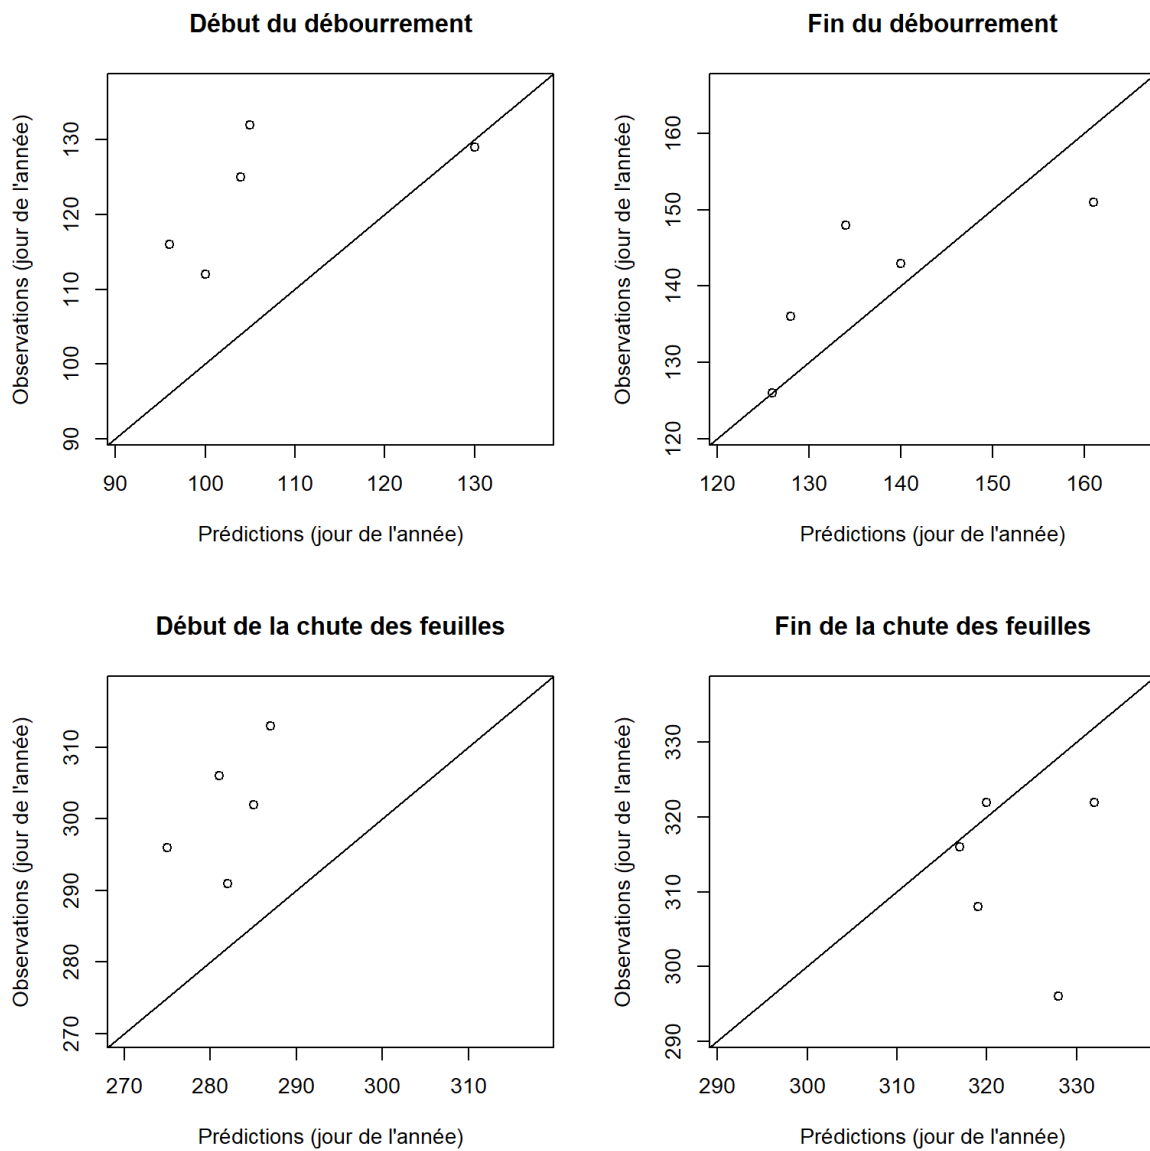 Début du débourrement
Observations (jour de l'année)
130
120
110
100
90
90 100 110 120 130
Prédictions (jour de l'année)
Fin du débourrement
Observations (jour de l'année)
160
150
140
130
120
120 130 140 150 160
Prédictions (jour de l'année)
Début de la chute des feuilles
Observations (jour de l'année)
310
300
290
280
270
270 280 290 300 310
Prédictions (jour de l'année)
Fin de la chute des feuilles
Observations (jour de l'année)
330
320
310
300
290
290 300 310 320 330
Prédictions (jour de l'année)